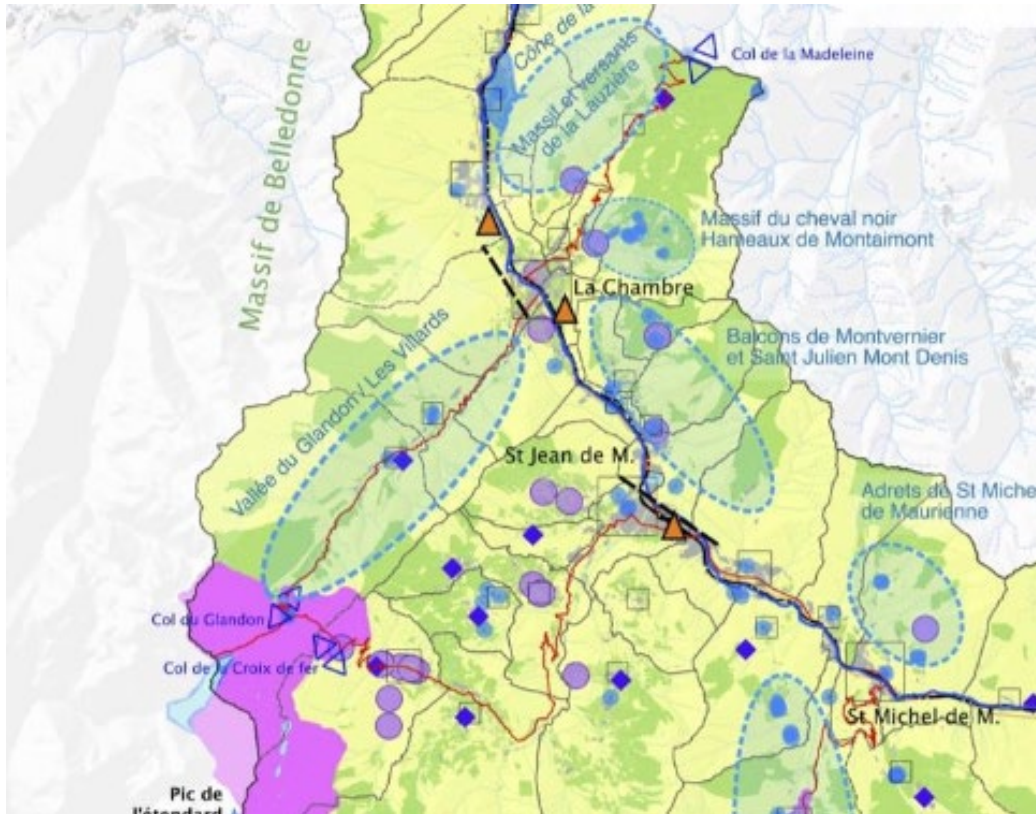 Cône de la
Col de la Madeleine
Massif et versants
de la Lauzière
Massif de Belledonne
Massif du cheval noir
Hameaux de Montaimont
La Chambre
Balcons de Montvernier
et Saint Julien Mont Denis
Vallée du Glandon / Les Villards
St Jean de M.
Adrets de St Miche
de Maurienne
Col du Glandon
Col de la Croix de fer
St Michel de M.
Pic de
l'étendard